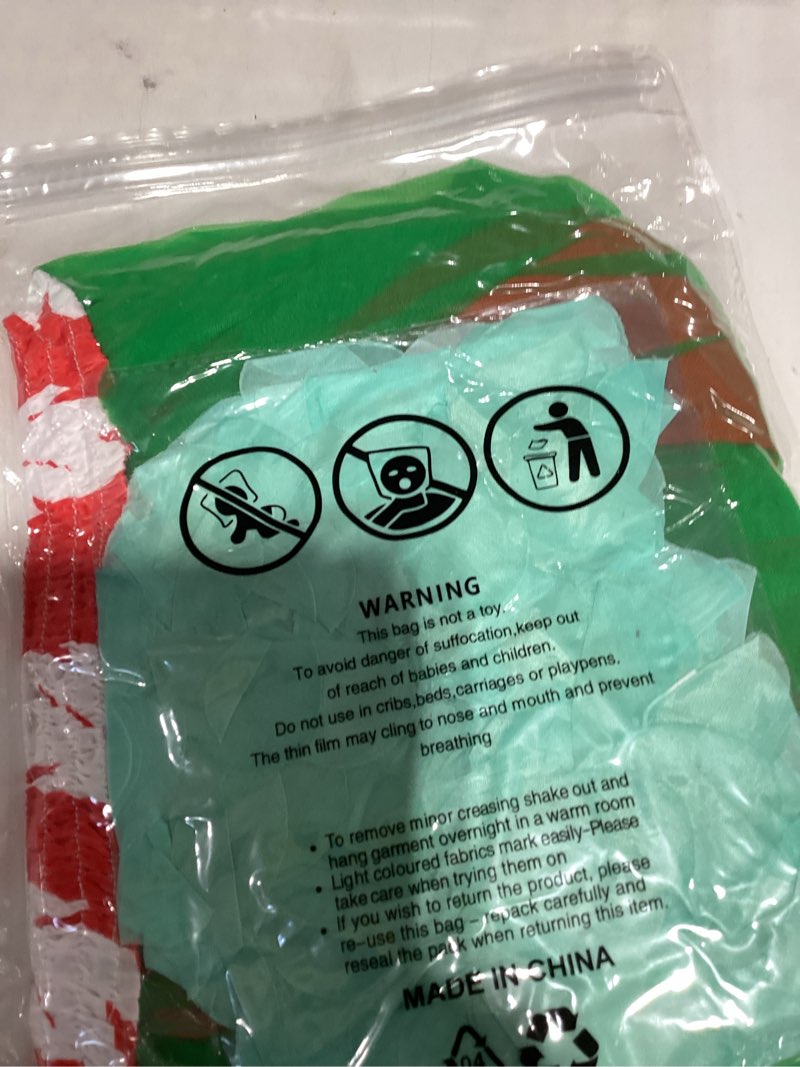 WARNING
This bag is not a toy.
To avoid danger of suffocation,keep out
of reach of babies and children.
Do not use in cribs,beds,carriages or playpens.
The thin film may cling to nose and mouth and prevent
breathing
• To remove minor creasing shake out and
hang garment overnight in a warm room
• Light coloured fabrics mark easily-Please
take care when trying them on
• If you wish to return the product, please
re-use this bag - repack carefully and
reseal the pack when returning this item.
MADE IN CHINA
04